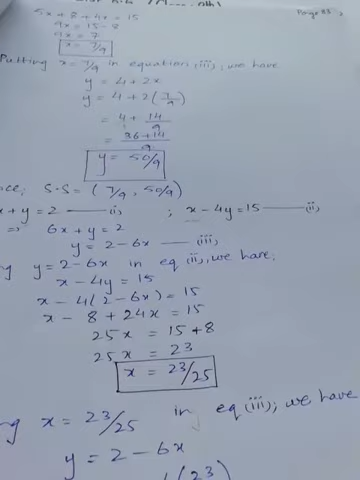 5x + 8 + 4x = 15
9x = 15 - 8
9x = 7
x = 7/9
Putting x = 7/9 in equation (iii), we have
y = 4 + 2x
y = 4 + 2(7/9)
= 4 + 14/9
= 36+14/9
y = 50/9
S.S = (7/9, 50/9)
x + y = 2 — (i) ; x - 4y = 15 — (ii)
⇒ 6x + y = 2
y = 2 - 6x — (iii)
y = 2 - 6x in eq (ii), we have,
x - 4y = 15
x - 4(2 - 6x) = 15
x - 8 + 24x = 15
25x = 15 + 8
25x = 23
x = 23/25
x = 23/25 in eq (iii), we have
y = 2 - 6x
(23)